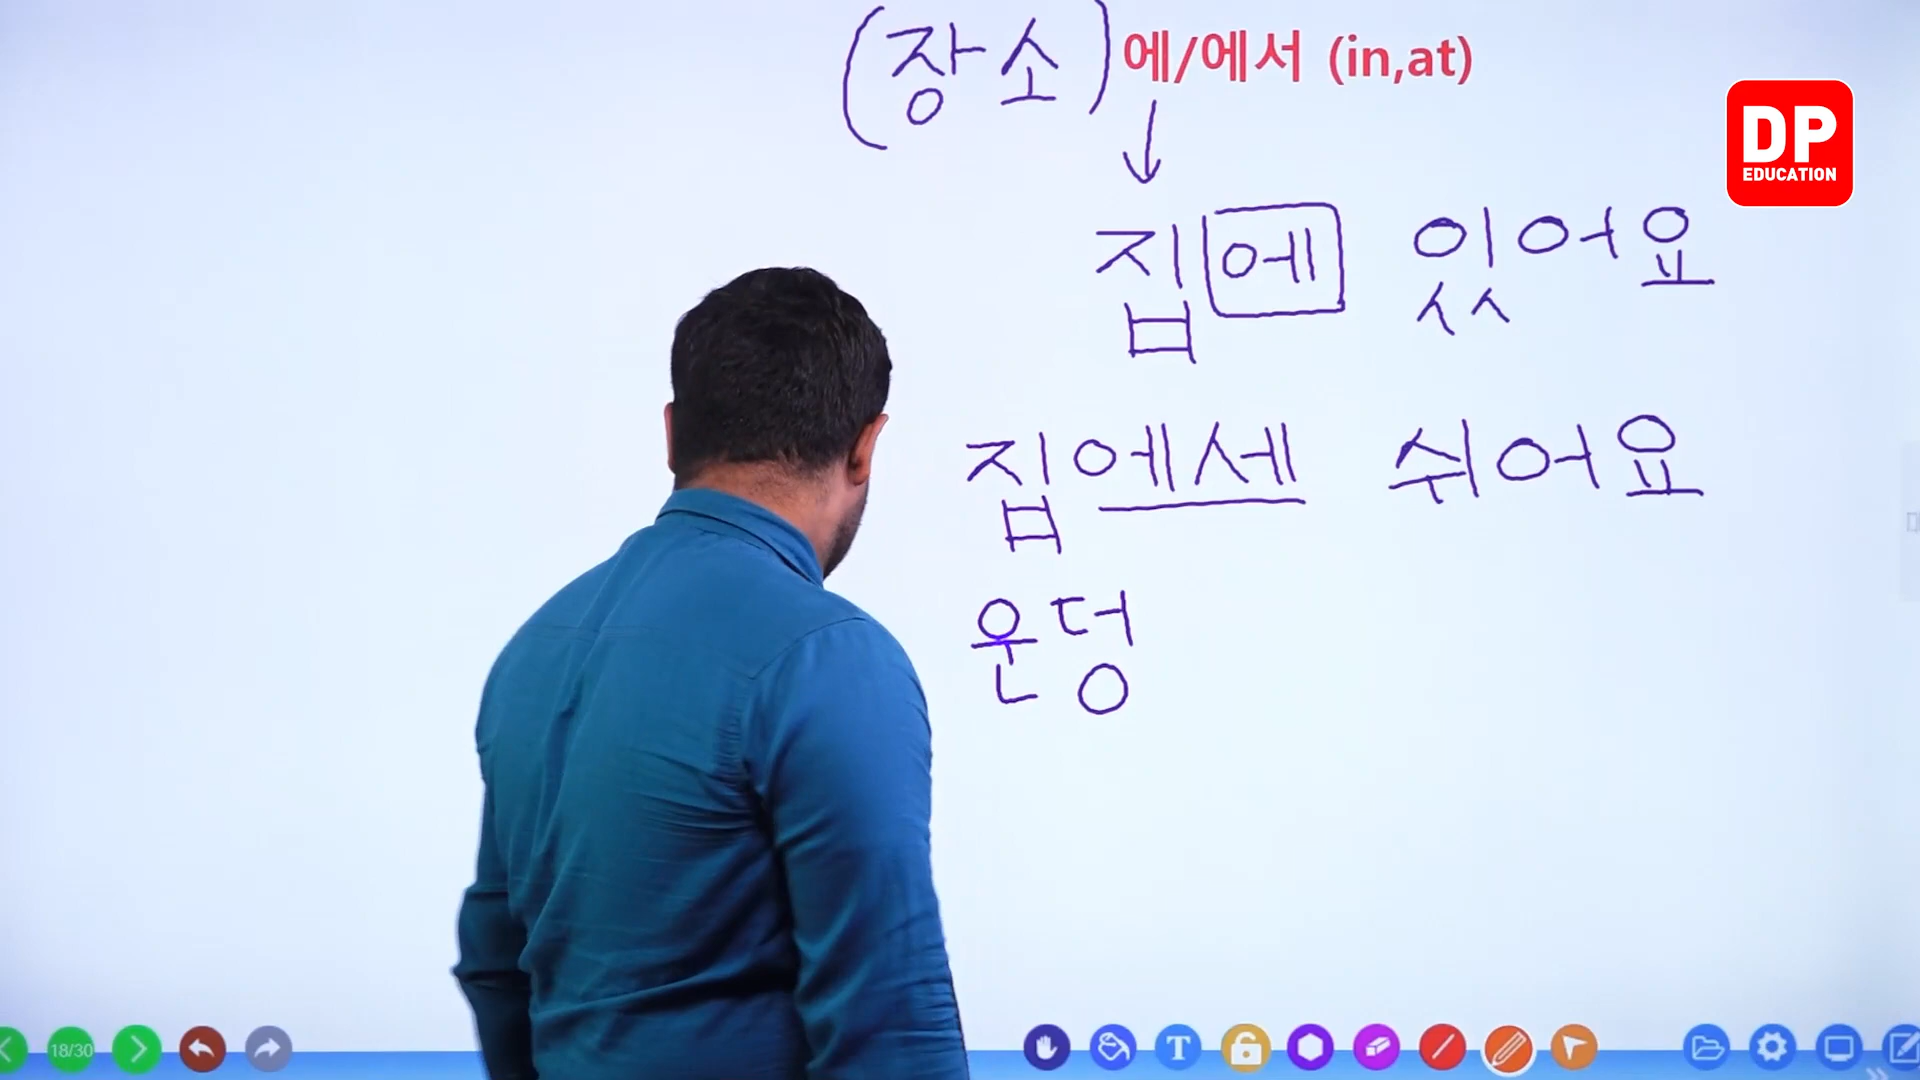 (장소)에/에서 (in,at)
DP
EDUCATION
집에 있어요
집에세 쉬어요
운덩
18/30
T